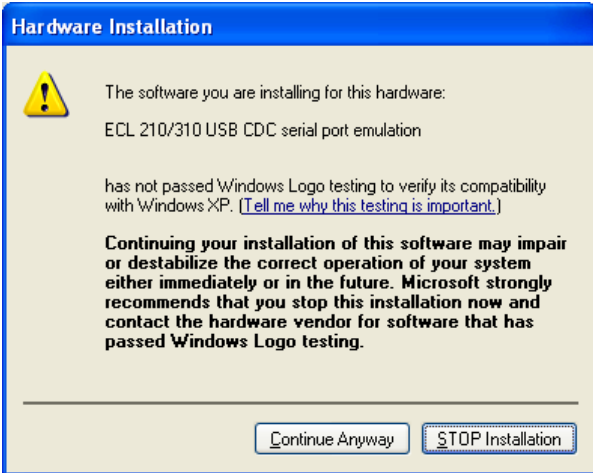 Hardware Installation
The software you are installing for this hardware:
ECL 210/310 USB CDC serial port emulation
has not passed Windows Logo testing to verify its compatibility
with Windows XP. (Tell me why this testing is important.)
Continuing your installation of this software may impair
or destabilize the correct operation of your system
either immediately or in the future. Microsoft strongly
recommends that you stop this installation now and
contact the hardware vendor for software that has
passed Windows Logo testing.
Continue Anyway
STOP Installation